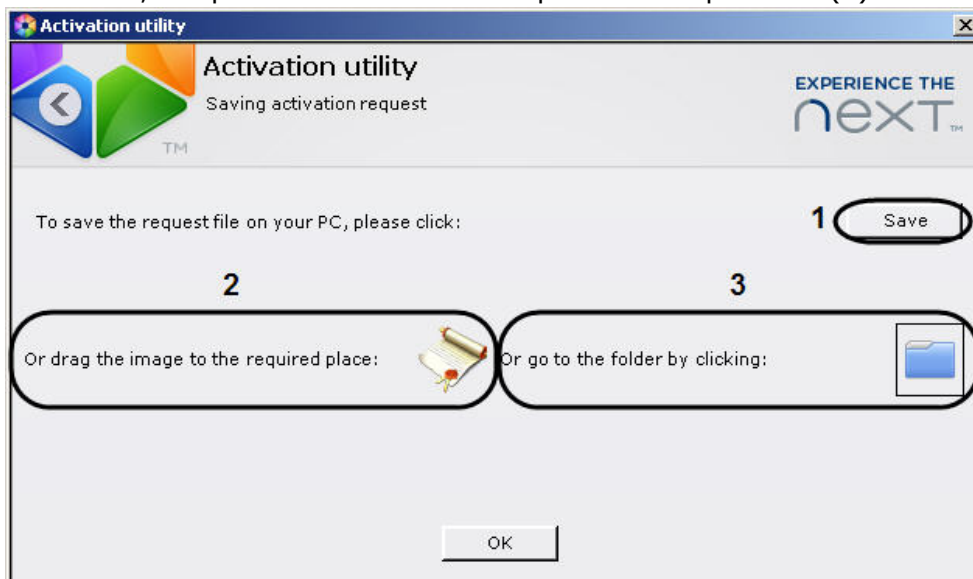 Activation utility
Activation utility
Saving activation request
EXPERIENCE THE
next™
TM
To save the request file on your PC, please click:
1
Save
2
3
Or drag the image to the required place:
Or go to the folder by clicking:
OK